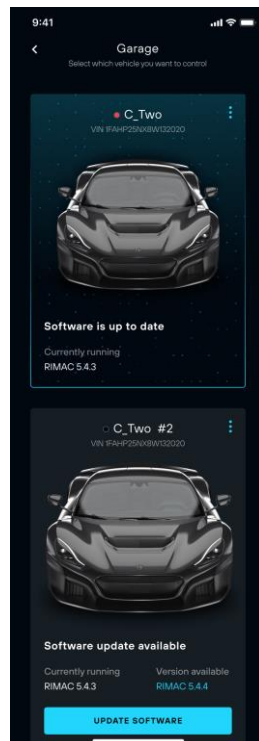 9:41
Garage
Select which vehicle you want to control
C_Two
VIN 1FAHP25NX8W132020
Software is up to date
Currently running
RIMAC 5.4.3
C_Two #2
VIN 1FAHP25NX8W132020
Software update available
Currently running Version available
RIMAC 5.4.3 RIMAC 5.4.4
UPDATE SOFTWARE